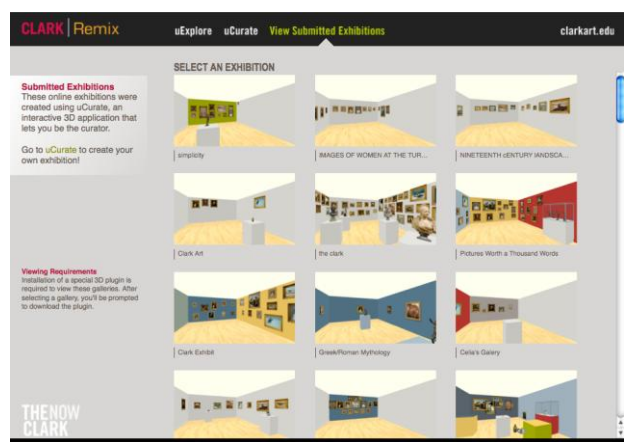 CLARK | Remix
uExplore uCurate View Submitted Exhibitions
clarkart.edu
SELECT AN EXHIBITION
Submitted Exhibitions
These online exhibitions were
created using uCurate, an
interactive 3D application that
lets you be the curator.
Go to uCurate to create your
own exhibition!
simplicity
IMAGES OF WOMEN AT THE TUR...
NINETEENTH cENTURY lANDSCA...
Clark Art
the clark
Pictures Worth a Thousand Words
Viewing Requirements
Installation of a special 3D plugin is
required to view these galleries. After
selecting a gallery, you'll be prompted
to download the plugin.
Clark Exhibit
Greek/Roman Mythology
Celia's Galery
THENOW
CLARK